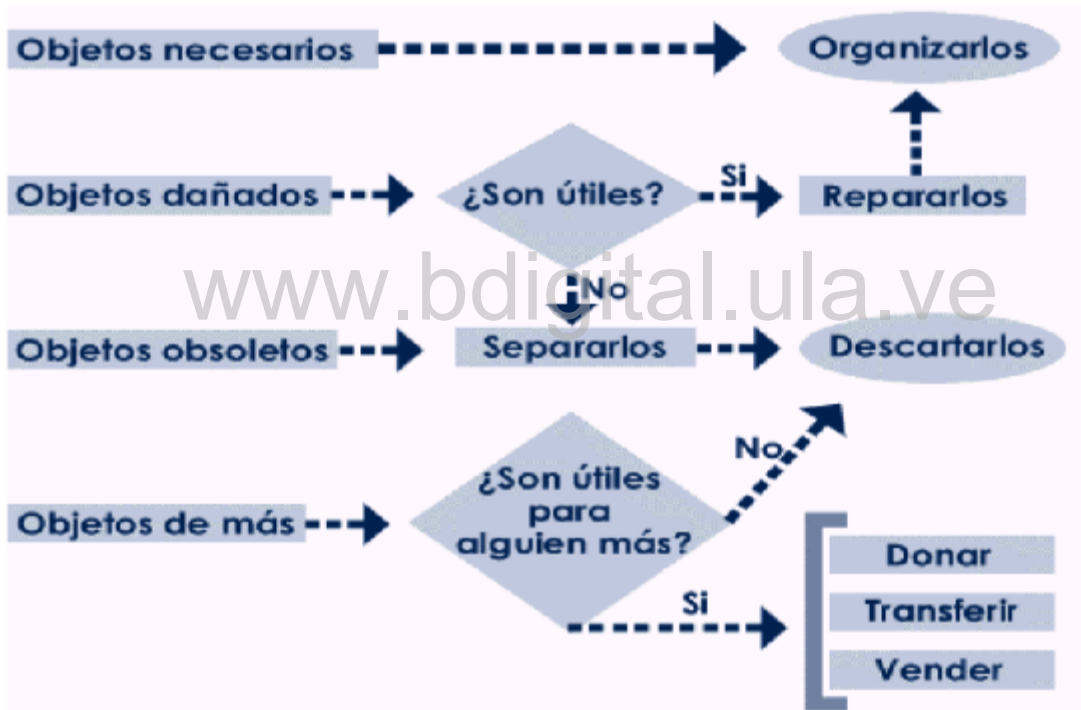 Objetos necesarios
Organizarlos
Objetos dañados
¿Son útiles?
Si
Repararlos
www.bdigital.ula.ve
No
Objetos obsoletos
Separarlos
Descartarlos
No
Objetos de más
¿Son útiles
para
alguien más?
Si
Donar
Transferir
Vender